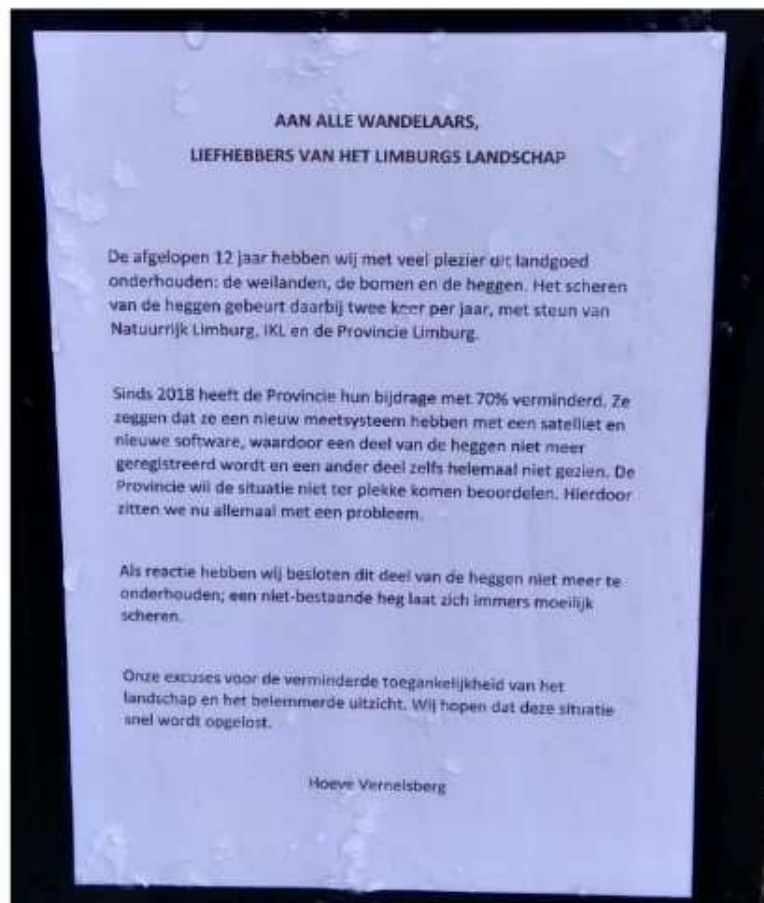 AAN ALLE WANDELAARS,
LIEFHEBBERS VAN HET LIMBURGS LANDSCHAP
De afgelopen 12 jaar hebben wij met veel plezier dit landgoed
onderhouden: de weilanden, de bomen en de heggen. Het scheren
van de heggen gebeurt daarbij twee keer per jaar, met steun van
Natuurrijk Limburg, IKL en de Provincie Limburg.
Sinds 2018 heeft de Provincie hun bijdrage met 70% verminderd. Ze
zeggen dat ze een nieuw meetsysteem hebben met een satelliet en
nieuwe software, waardoor een deel van de heggen niet meer
geregistreerd wordt en een ander deel zelfs helemaal niet gezien. De
Provincie wil de situatie niet ter plekke komen beoordelen. Hierdoor
zitten we nu allemaal met een probleem.
Als reactie hebben wij besloten dit deel van de heggen niet meer te
onderhouden; een niet-bestaande heg laat zich immers moeilijk
scheren.
Onze excuses voor de verminderde toegankelijkheid van het
landschap en het belemmerde uitzicht. Wij hopen dat deze situatie
snel wordt opgelost.
Hoeve Vernelsberg